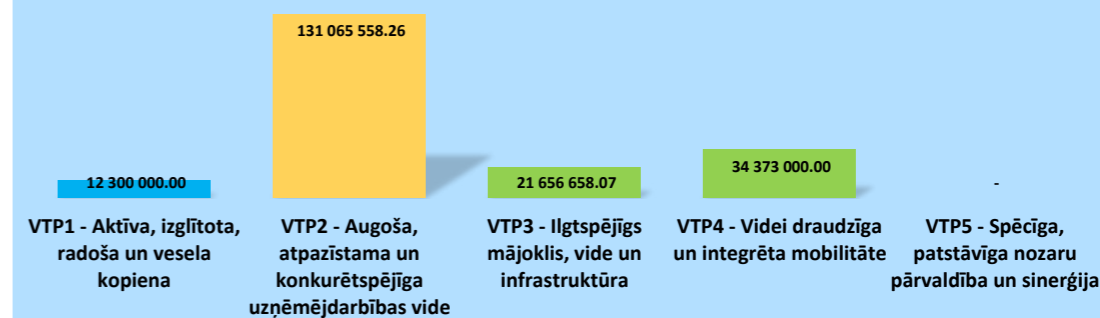 131 065 558.26
12 300 000.00
21 656 658.07
34 373 000.00
-
VTP1 - Aktīva, izglītota,
radoša un vesela
kopiena
VTP2 - Augoša,
atpazīstama un
konkurētspējīga
uzņēmējdarbības vide
VTP3 - Ilgtspējīgs
mājoklis, vide un
infrastruktūra
VTP4 - Videi draudzīga
un integrēta mobilitāte
VTP5 - Spēcīga,
patstāvīga nozaru
pārvaldība un sinerģija